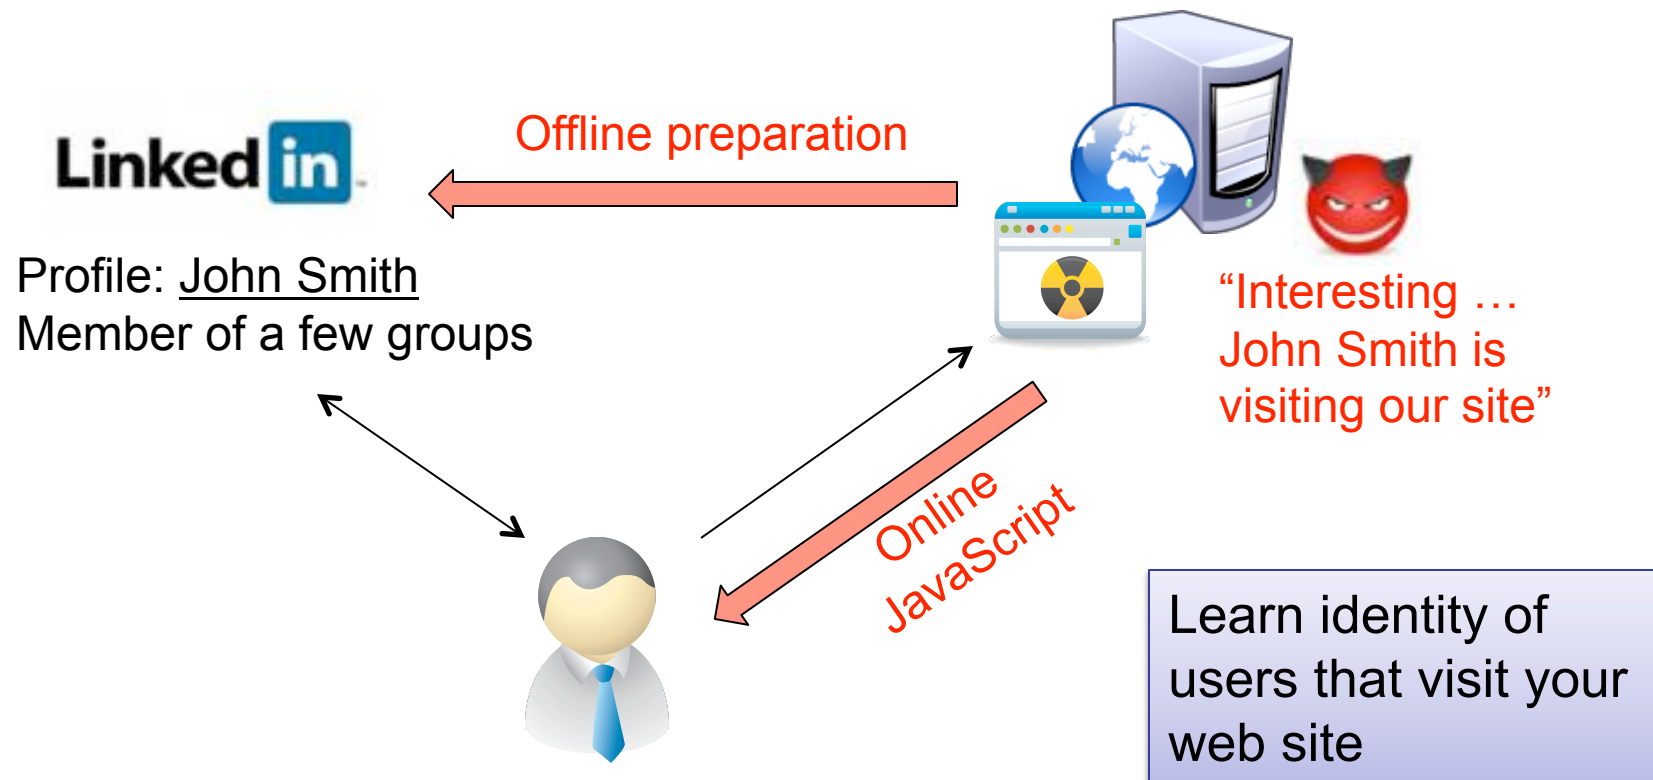 Linked in
Offline preparation
Profile: John Smith
Member of a few groups
“Interesting …
John Smith is
visiting our site”
Online
JavaScript
Learn identity of
users that visit your
web site